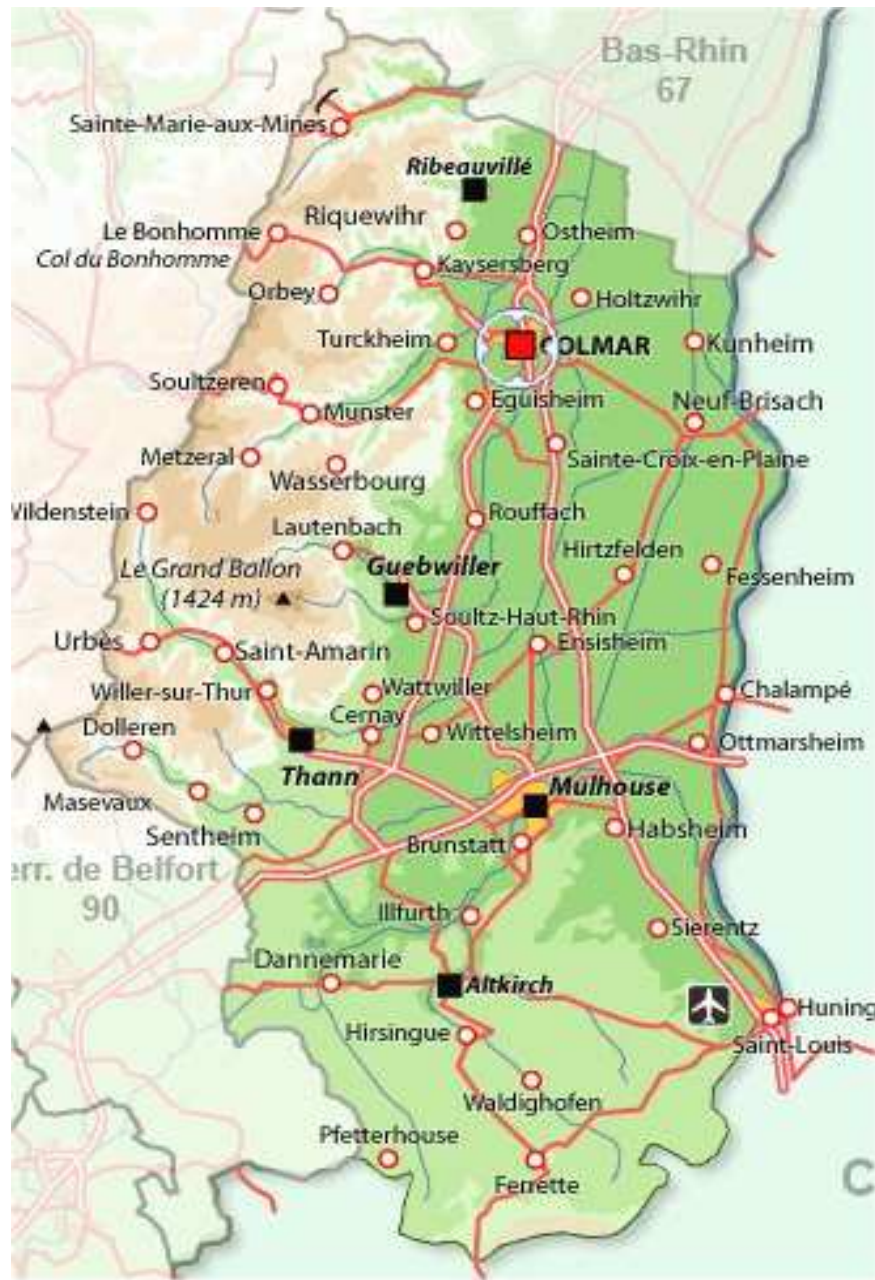 Bas-Rhin
67
Sainte-Marie-aux-Mines
Ribeauvillé
Riquewihr
Le Bonhomme
Ostheim
Col du Bonhomme
Kaysersberg
Orbey
Holtzwihr
Turckheim
COLMAR
Kunheim
Soultzeren
Eguisheim
Neuf-Brisach
Munster
Metzeral
Sainte-Croix-en-Plaine
Wasserbourg
Wildenstein
Rouffach
Lautenbach
Hirtzfelden
Le Grand Ballon
(1424 m)
Guebwiller
Fessenheim
Soultz-Haut-Rhin
Urbès
Saint-Amarin
Ensisheim
Willer-sur-Thur
Wattwiller
Chalampé
Dolleren
Cernay
Wittelsheim
Ottmarsheim
Thann
Mulhouse
Masevaux
Sentheim
Habsheim
Brunstatt
err. de Belfort
90
Illfurth
Sierentz
Dannemarie
Altkirch
Huning
Hirsingue
Saint-Louis
Waldighofen
Pfetterhouse
Ferrette
C